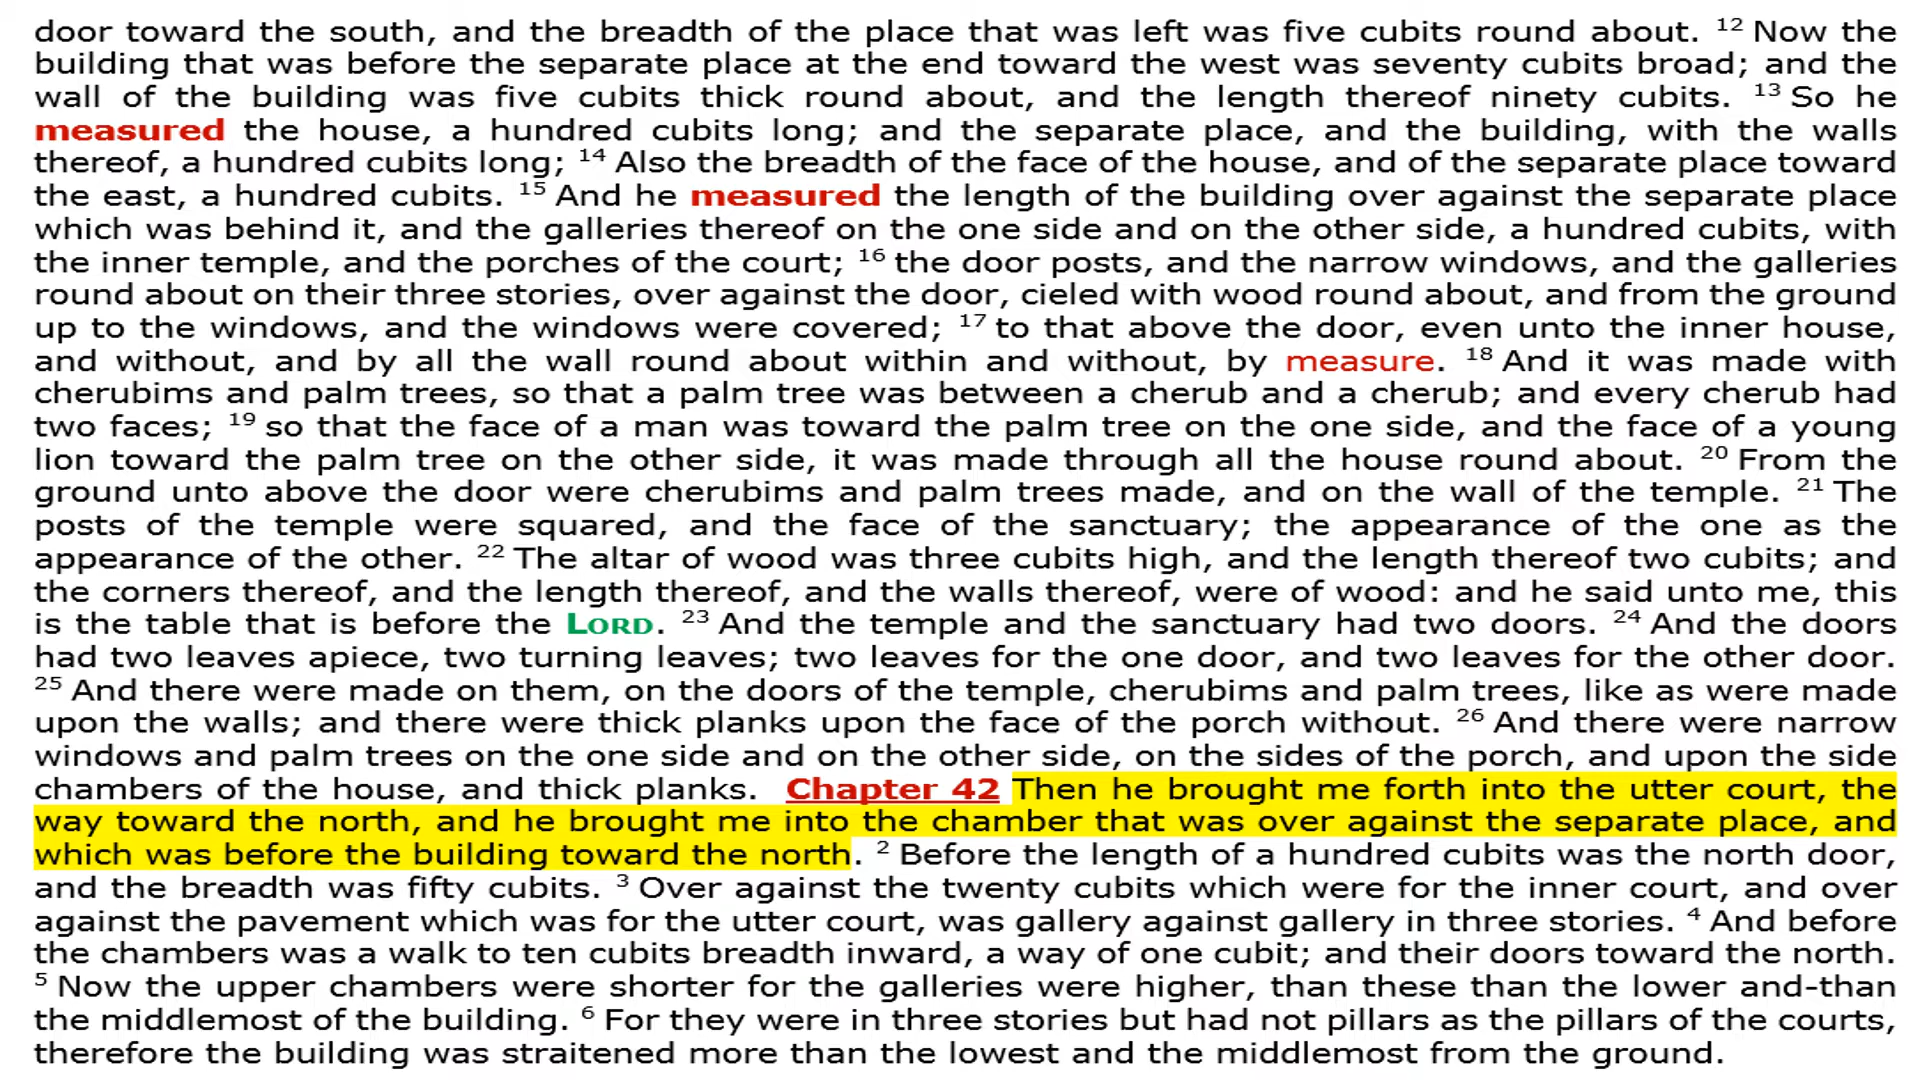 door toward the south, and the breadth of the place that was left was five cubits round about. 12 Now the
building that was before the separate place at the end toward the west was seventy cubits broad; and the
wall of the building was five cubits thick round about, and the length thereof ninety cubits. 13 So he
measured the house, a hundred cubits long; and the separate place, and the building, with the walls
thereof, a hundred cubits long; 14 Also the breadth of the face of the house, and of the separate place toward
the east, a hundred cubits. 15 And he measured the length of the building over against the separate place
which was behind it, and the galleries thereof on the one side and on the other side, a hundred cubits, with
the inner temple, and the porches of the court; 16 the door posts, and the narrow windows, and the galleries
round about on their three stories, over against the door, cieled with wood round about, and from the ground
up to the windows, and the windows were covered; 17 to that above the door, even unto the inner house,
and without, and by all the wall round about within and without, by measure. 18 And it was made with
cherubims and palm trees, so that a palm tree was between a cherub and a cherub; and every cherub had
two faces; 19 so that the face of a man was toward the palm tree on the one side, and the face of a young
lion toward the palm tree on the other side, it was made through all the house round about. 20 From the
ground unto above the door were cherubims and palm trees made, and on the wall of the temple. 21 The
posts of the temple were squared, and the face of the sanctuary; the appearance of the one as the
appearance of the other. 22 The altar of wood was three cubits high, and the length thereof two cubits; and
the corners thereof, and the length thereof, and the walls thereof, were of wood: and he said unto me, this
is the table that is before the LORD. 23 And the temple and the sanctuary had two doors. 24 And the doors
had two leaves apiece, two turning leaves; two leaves for the one door, and two leaves for the other door.
25 And there were made on them, on the doors of the temple, cherubims and palm trees, like as were made
upon the walls; and there were thick planks upon the face of the porch without. 26 And there were narrow
windows and palm trees on the one side and on the other side, on the sides of the porch, and upon the side
chambers of the house, and thick planks. Chapter 42 Then he brought me forth into the utter court, the
way toward the north, and he brought me into the chamber that was over against the separate place, and
which was before the building toward the north. 2 Before the length of a hundred cubits was the north door,
and the breadth was fifty cubits. 3 Over against the twenty cubits which were for the inner court, and over
against the pavement which was for the utter court, was gallery against gallery in three stories. 4 And before
the chambers was a walk to ten cubits breadth inward, a way of one cubit; and their doors toward the north.
5 Now the upper chambers were shorter for the galleries were higher, than these than the lower and-than
the middlemost of the building. 6 For they were in three stories but had not pillars as the pillars of the courts,
therefore the building was straitened more than the lowest and the middlemost from the ground.